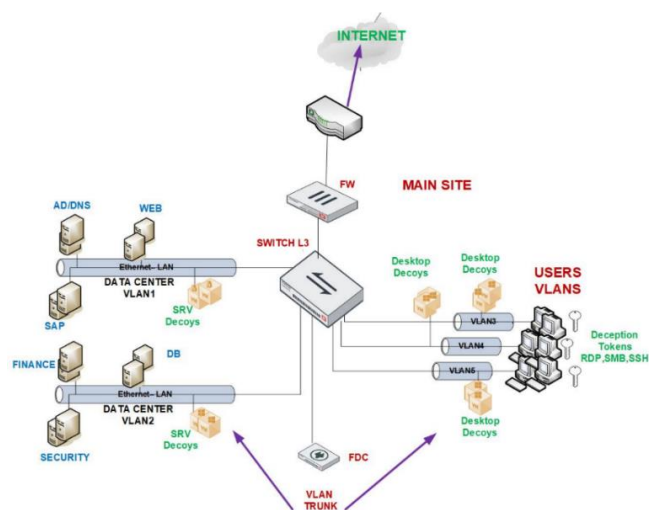 INTERNET
FW
MAIN SITE
AD/DNS
WEB
SWITCH L3
Ethernet– LAN
DATA CENTER
VLAN1
SAP
SRV
Decoys
Desktop
Decoys
Desktop
Decoys
USERS
VLANS
VLAN3
VLAN4
VLAN5
Deception
Tokens
RDP,SMB,SSH
Desktop
Decoys
FINANCE
DB
Ethernet– LAN
DATA CENTER
VLAN2
SECURITY
SRV
Decoys
FDC
VLAN
TRUNK